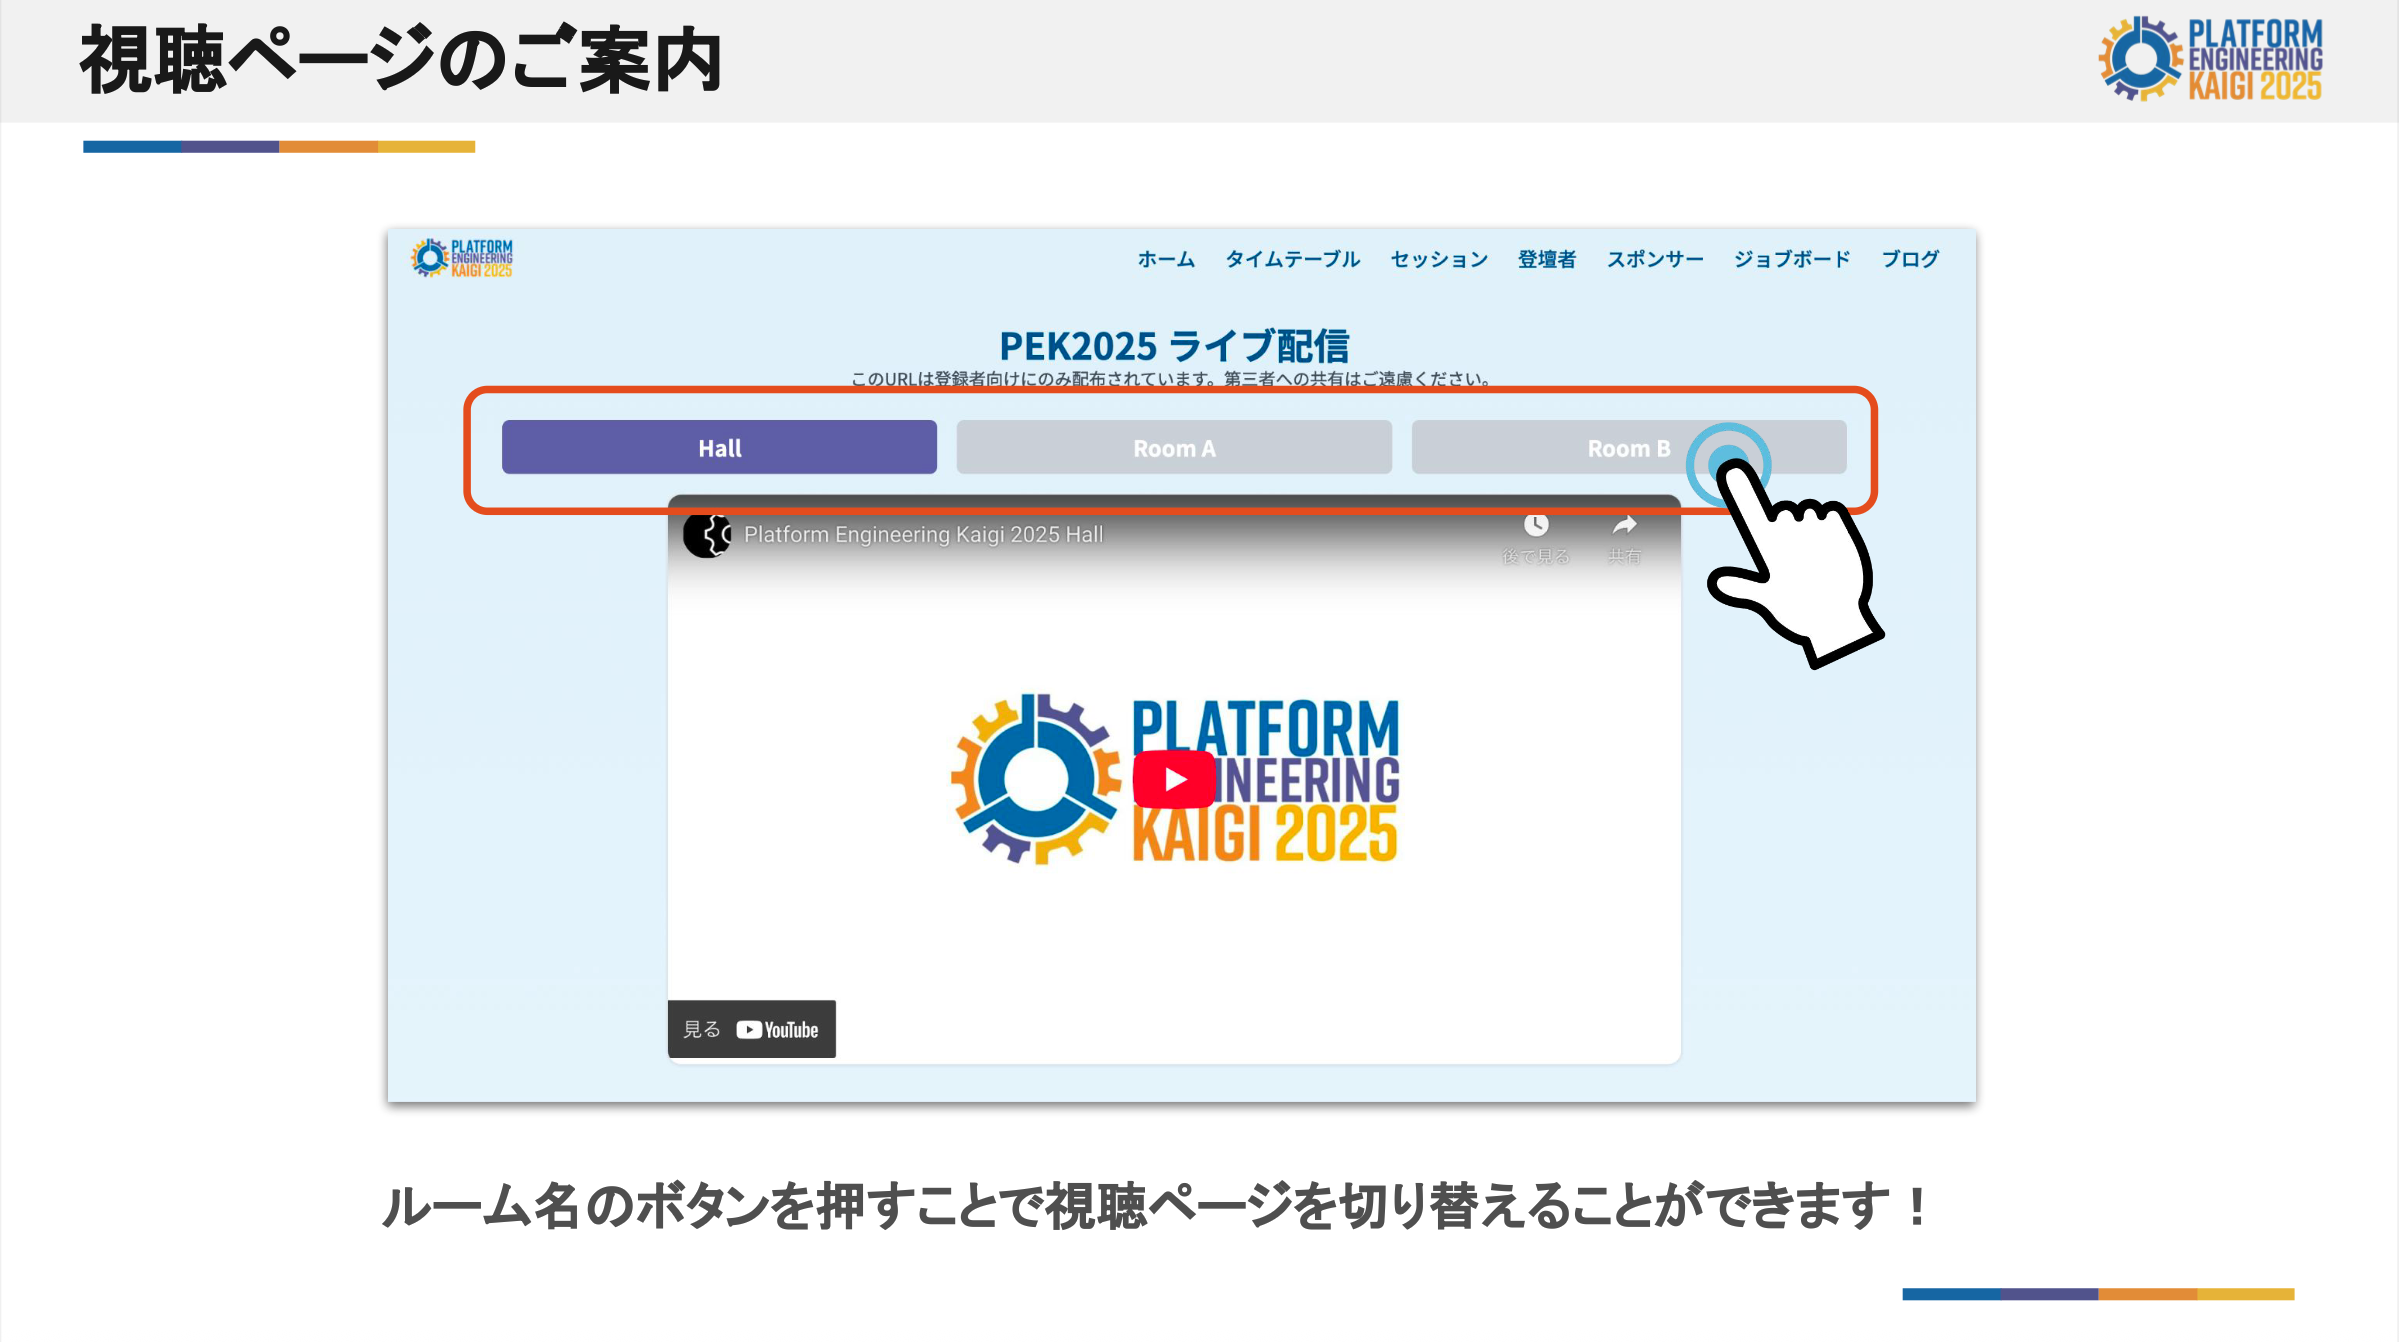 視聴ページのご案内
PLATFORM
ENGINEERING
KAIGI 2025
PLATFORM
ENGINEERING
KAIGI 2025
ホーム タイムテーブル セッション 登壇者 スポンサー ジョブボード ブログ
PEK2025 ライブ配信
このURLは登録者向けにのみ配布されています。第三者への共有はご遠慮ください。
Hall Room A Room B
Platform Engineering Kaigi 2025 Hall
後で見る 共有
PLATFORM
INEERING
KAIGI 2025
見る YouTube
ルーム名のボタンを押すことで視聴ページを切り替えることができます！